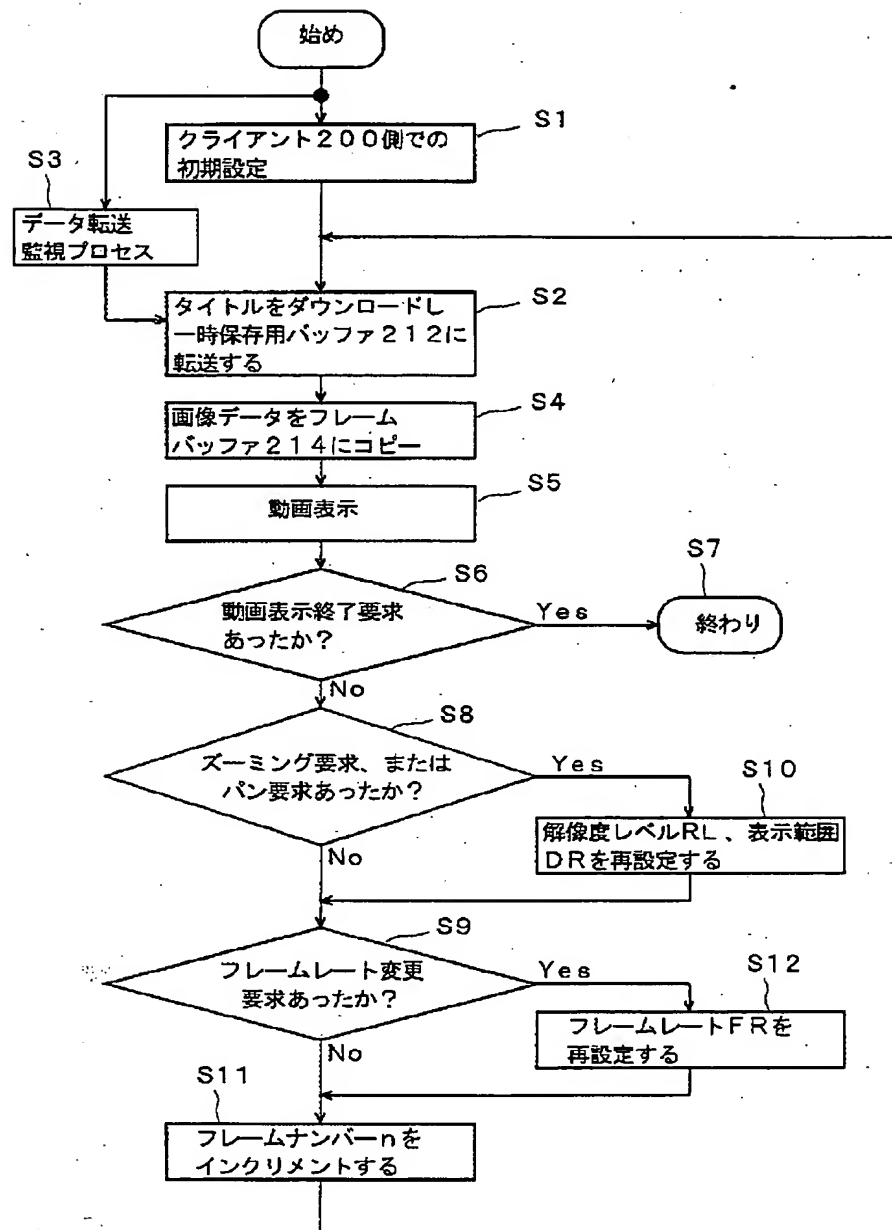 始め
S1
クライアント200側での
初期設定
S3
データ転送
監視プロセス
S2
タイトルをダウンロードし
一時保存用バッファ212に
転送する
S4
画像データをフレーム
バッファ214にコピー
S5
動画表示
S6
動画表示終了要求
あったか?
Yes
S7
終わり
No
S8
ズーミング要求、または
パン要求あったか?
Yes
S10
解像度レベルRL、表示範囲
DRを再設定する
No
S9
フレームレート変更
要求あったか?
Yes
S12
フレームレートFRを
再設定する
No
S11
フレームナンバーnを
インクリメントする